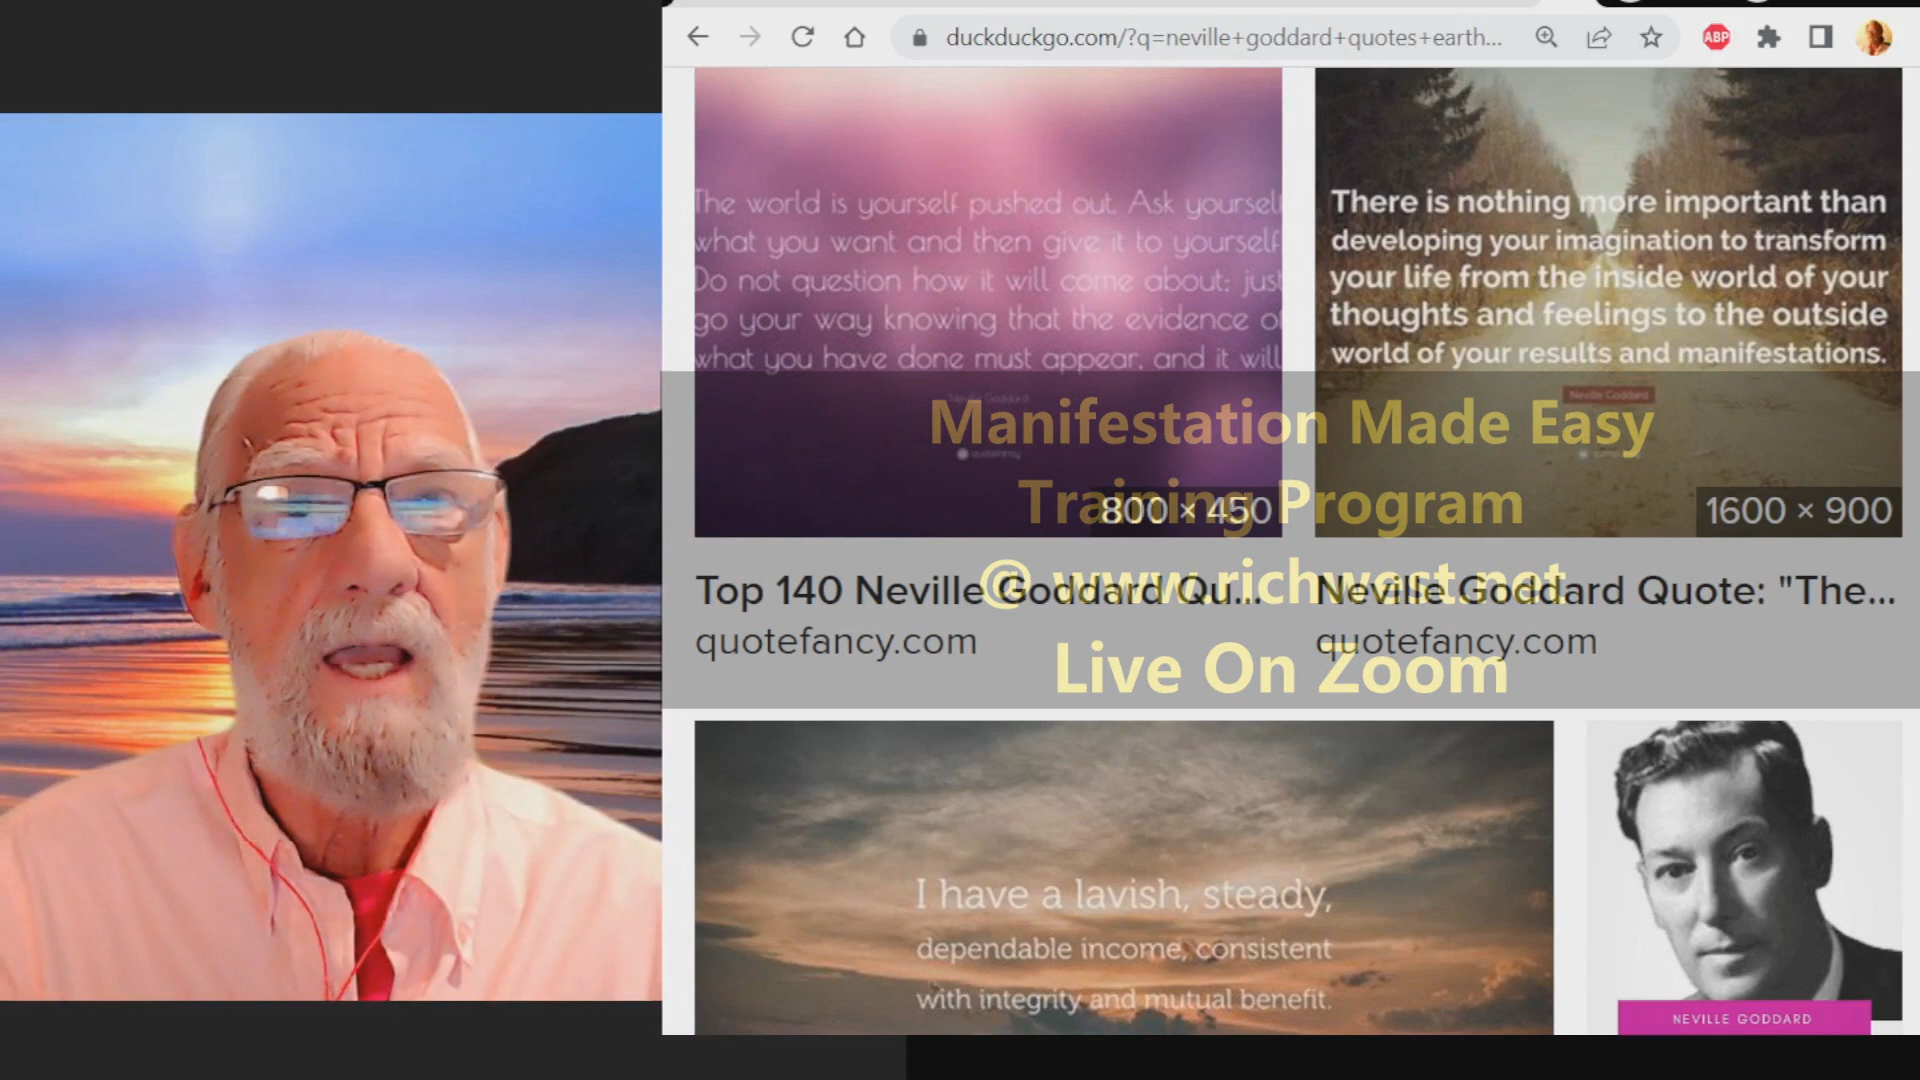 duckduckgo.com/?q=neville+goddard+quotes+earth...
ABP
The world is yourself pushed out. Ask yourself
what you want and then give it to yourself
Do not question how it will come about; just
go your way knowing that the evidence of
what you have done must appear, and it will
Neville Goddard
quotefancy
800 × 450
There is nothing more important than
developing your imagination to transform
your life from the inside world of your
thoughts and feelings to the outside
world of your results and manifestations.
Neville Goddard
1600 × 900
Manifestation Made Easy
Training Program
@ www.richwest.net
Live On Zoom
Top 140 Neville Goddard Qu...
quotefancy.com
Neville Goddard Quote: "The...
quotefancy.com
I have a lavish, steady,
dependable income, consistent
with integrity and mutual benefit.
NEVILLE GODDARD